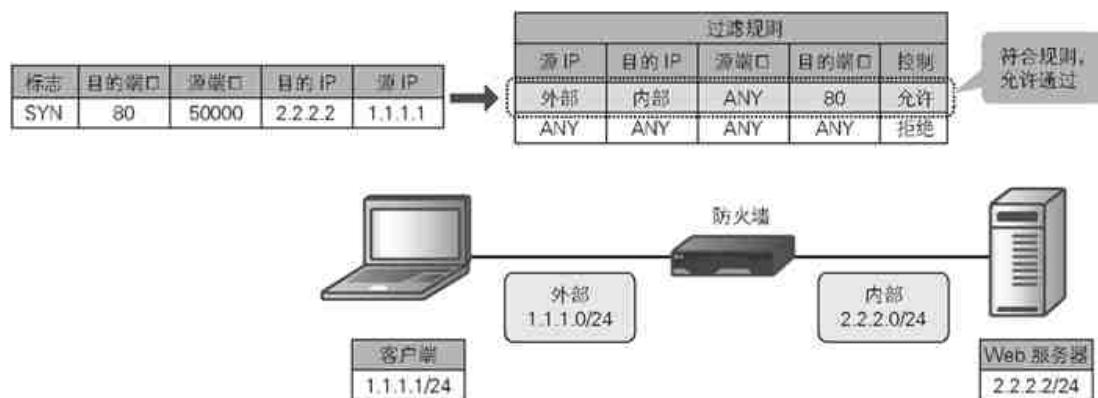 过滤规则
源 IP 目的 IP 源端口 目的端口 控制
外部 内部 ANY 80 允许
ANY ANY ANY ANY 拒绝
符合规则，
允许通过
标志 目的端口 源端口 目的 IP 源 IP
SYN 80 50000 2.2.2.2 1.1.1.1
防火墙
外部
1.1.1.0/24
内部
2.2.2.0/24
客户端
1.1.1.1/24
Web 服务器
2.2.2.2/24